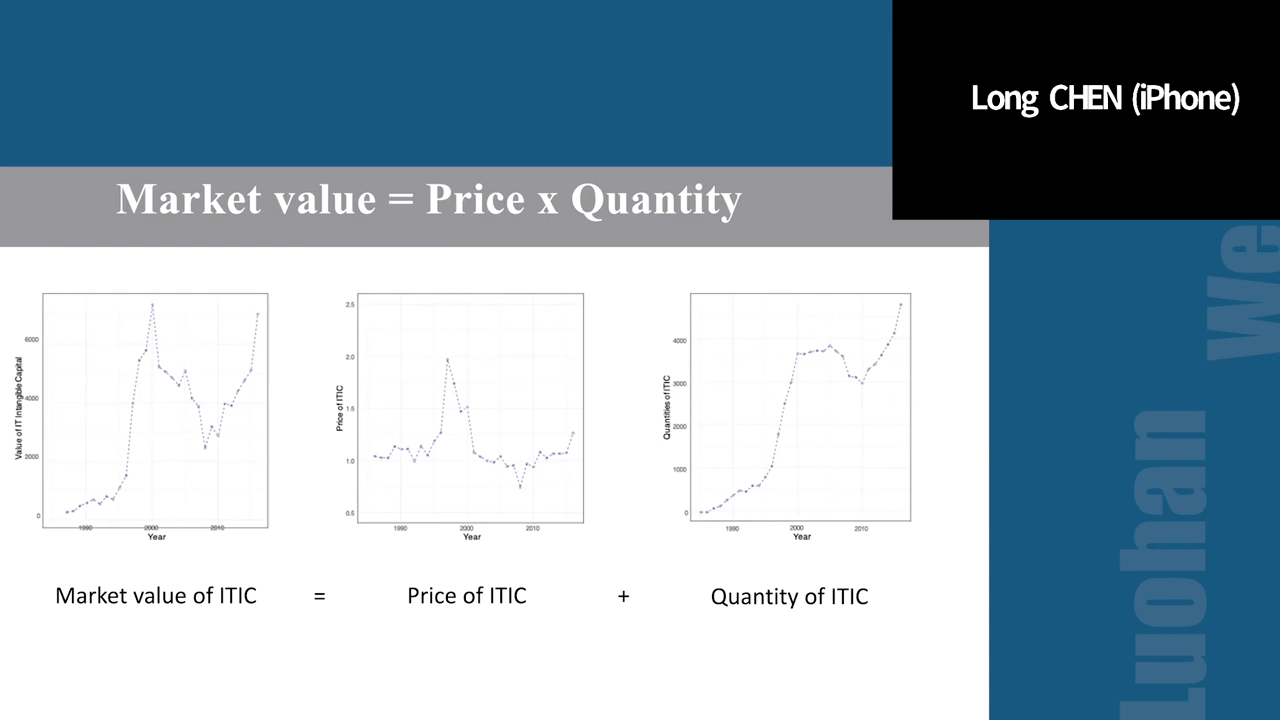 Long CHEN (iPhone)
Market value = Price x Quantity
We
Luohan
Value of IT Intangible Capital
6000
4000
2000
0
1990
2000
2010
Year
Price of ITIC
2.5
2.0
1.5
1.0
0.5
1990
2000
2010
Year
Quantities of ITIC
4000
3000
2000
1000
0
1990
2000
2010
Year
Market value of ITIC = Price of ITIC + Quantity of ITIC